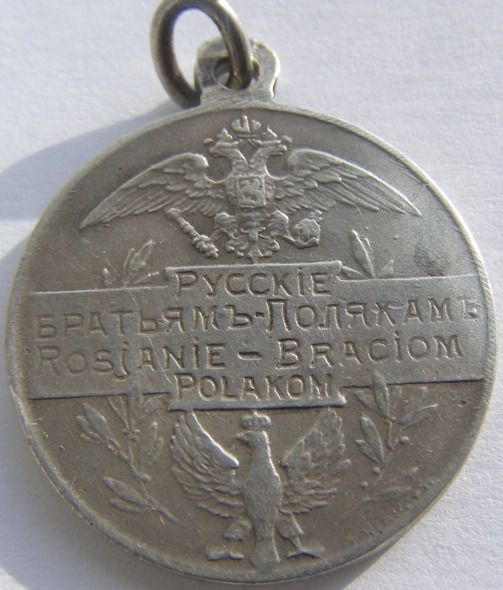 РУССКІЕ
БРАТЬЯМЪ-ПОЛЯКАМЪ
ROSJANIE – BRACIOM
POLAKOM